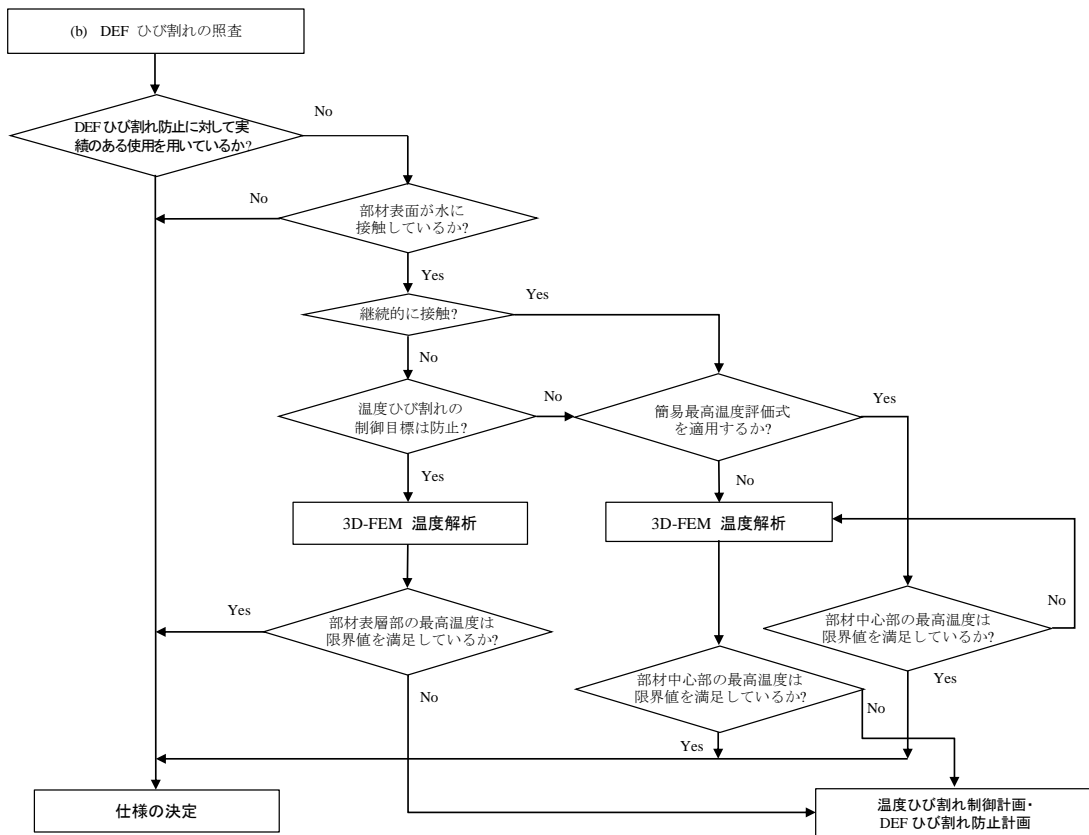 (b) DEF ひび割れの照査
No
DEFひび割れ防止に対して実
績のある使用を用いているか?
No
部材表面が水に
接触しているか?
Yes
Yes
継続的に接触?
No
No
Yes
温度ひび割れの
制御目標は防止?
簡易最高温度評価式
を適用するか?
Yes
No
3D-FEM 温度解析
3D-FEM 温度解析
Yes
No
部材表層部の最高温度は
限界値を満足しているか?
部材中心部の最高温度は
限界値を満足しているか?
部材中心部の最高温度は
限界値を満足しているか?
No
Yes
No
Yes
仕様の決定
温度ひび割れ制御計画・
DEFひび割れ防止計画